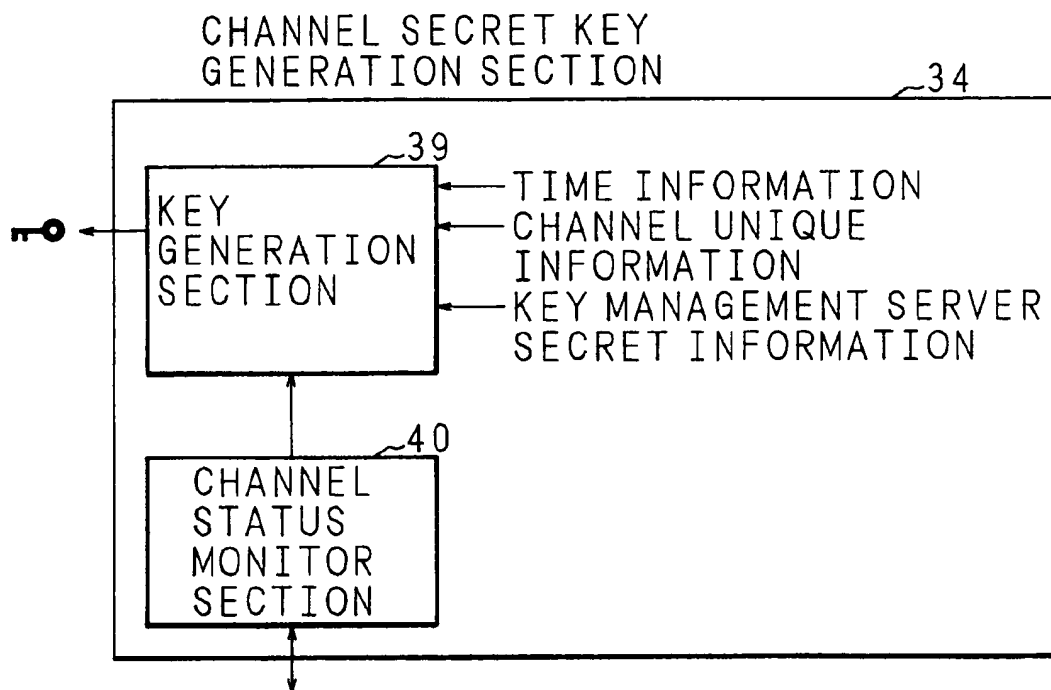 CHANNEL SECRET KEY
GENERATION SECTION
34
39
KEY
GENERATION
SECTION
TIME INFORMATION
CHANNEL UNIQUE
INFORMATION
KEY MANAGEMENT SERVER
SECRET INFORMATION
40
CHANNEL
STATUS
MONITOR
SECTION